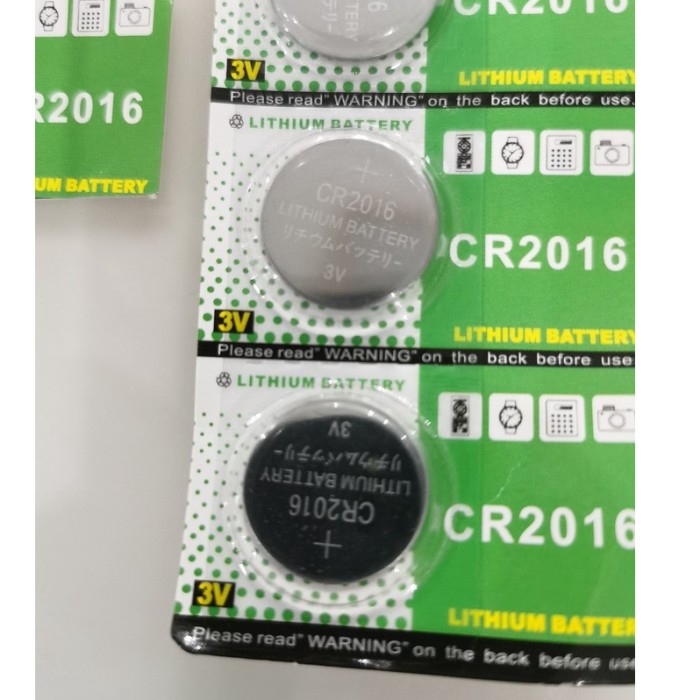 R2016
UM BATTERY
CR2016
3V
LITHIUM BATTERY
Please read" WARNING" on the back before use.
LITHIUM BATTERY
CR2016
LITHIUM BATTERY
リチウムバッテリー
3V
CR2016
3V
LITHIUM BATTERY
Please read" WARNING" on the back before use
LITHIUM BATTERY
3V
リチウムバッテリー
LITHIUM BATTERY
CR2016
CR2016
3V
LITHIUM BATTER
Please read" WARNING" on the back before use